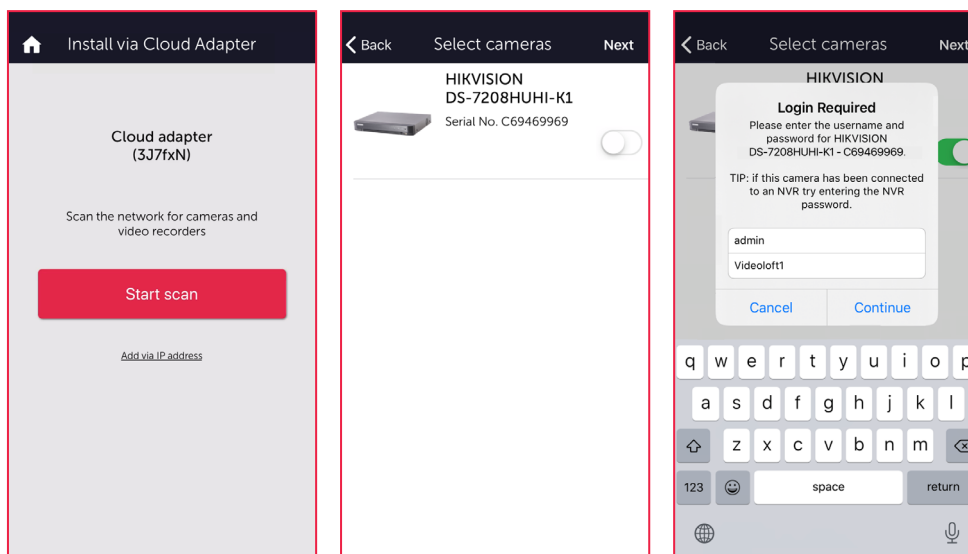 Install via Cloud Adapter
Cloud adapter
(3J7fxN)
Scan the network for cameras and
video recorders
Start scan
Add via IP address
Back Select cameras Next
HIKVISION
DS-7208HUHI-K1
Serial No. C69469969
Back Select cameras Next
HIKVISION
Login Required
Please enter the username and
password for HIKVISION
DS-7208HUHI-K1 - C69469969.
TIP: if this camera has been connected
to an NVR try entering the NVR
password.
admin
Videoloft1
Cancel Continue
q w e r t y u i o p
a s d f g h j k l
z x c v b n m
123 space return